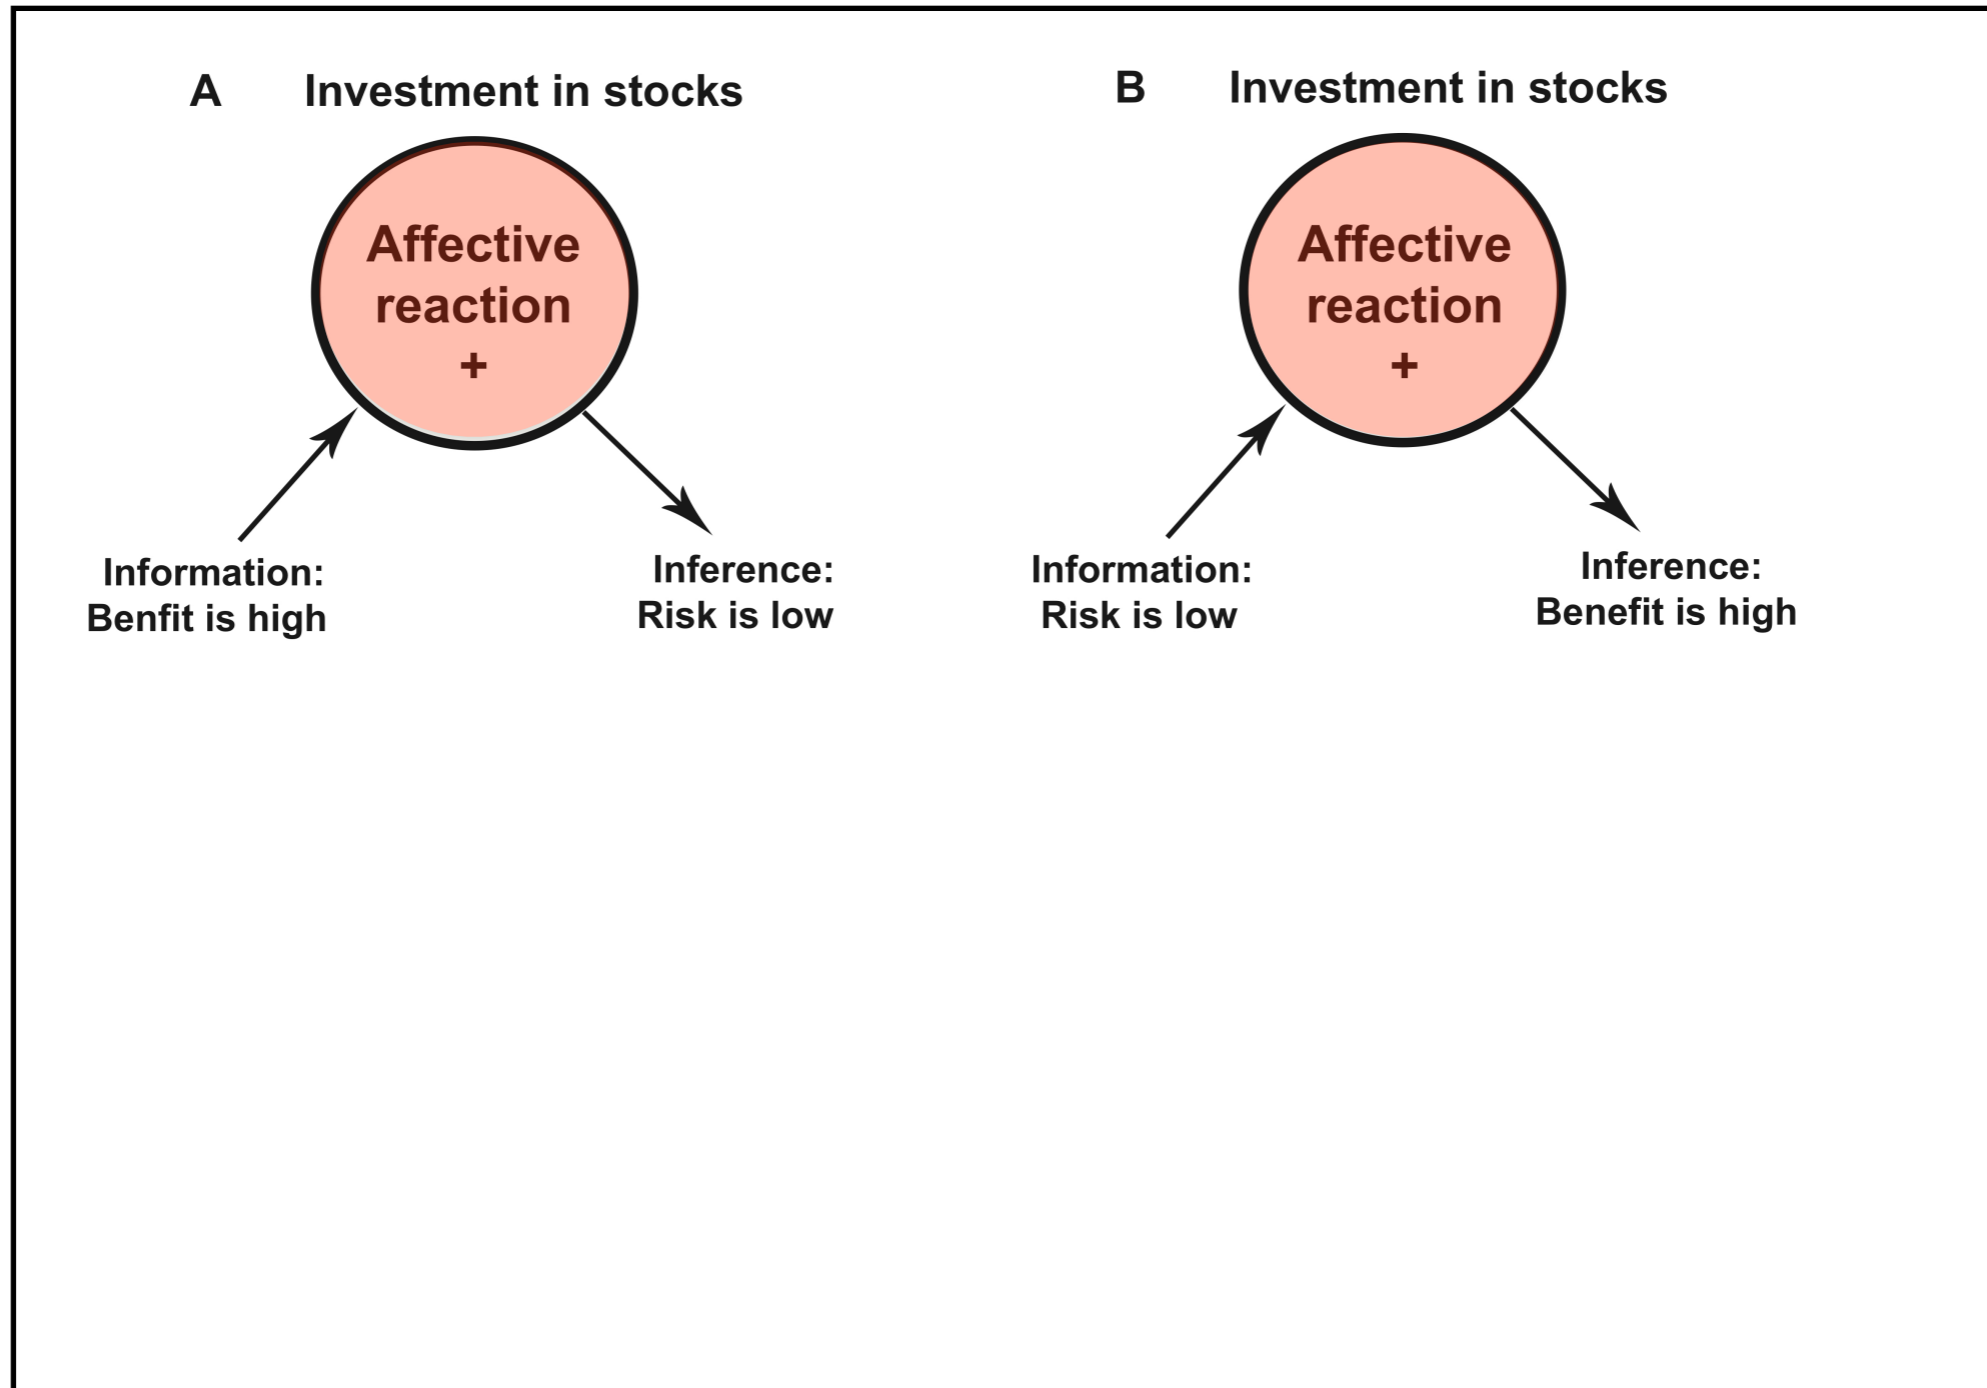 A Investment in stocks
Affective
reaction
+
Information:
Benfit is high
Inference:
Risk is low
B Investment in stocks
Affective
reaction
+
Information:
Risk is low
Inference:
Benefit is high